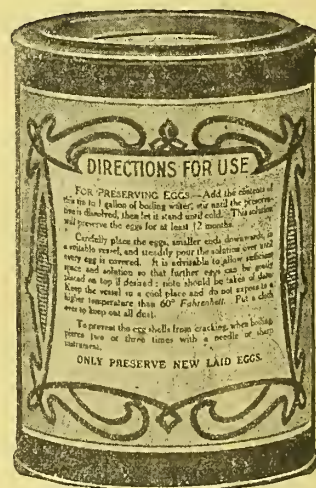 DIRECTIONS FOR USE
FOR PRESERVING EGGS.—Add the contents of
this tin to 1 gallon of boiling water, stir until the preserva-
tive is dissolved, then let it stand until cold. This solution
will preserve the eggs for at least 12 months.
Carefully place the eggs, smaller ends downwards, in
a suitable vessel, and steadily pour the solution over until
every egg is covered. It is advisable to allow sufficient
space and solution so that further eggs can be easily
placed on top if desired; note should be taken of date.
Keep the vessel in a cool place and do not expose to a
higher temperature than 60° Fahrenheit. Put a cloth
over to keep out all dust.
To prevent the egg shells from cracking, when boiling,
pierce two or three times with a needle or sharp
instrument.
ONLY PRESERVE NEW LAID EGGS.